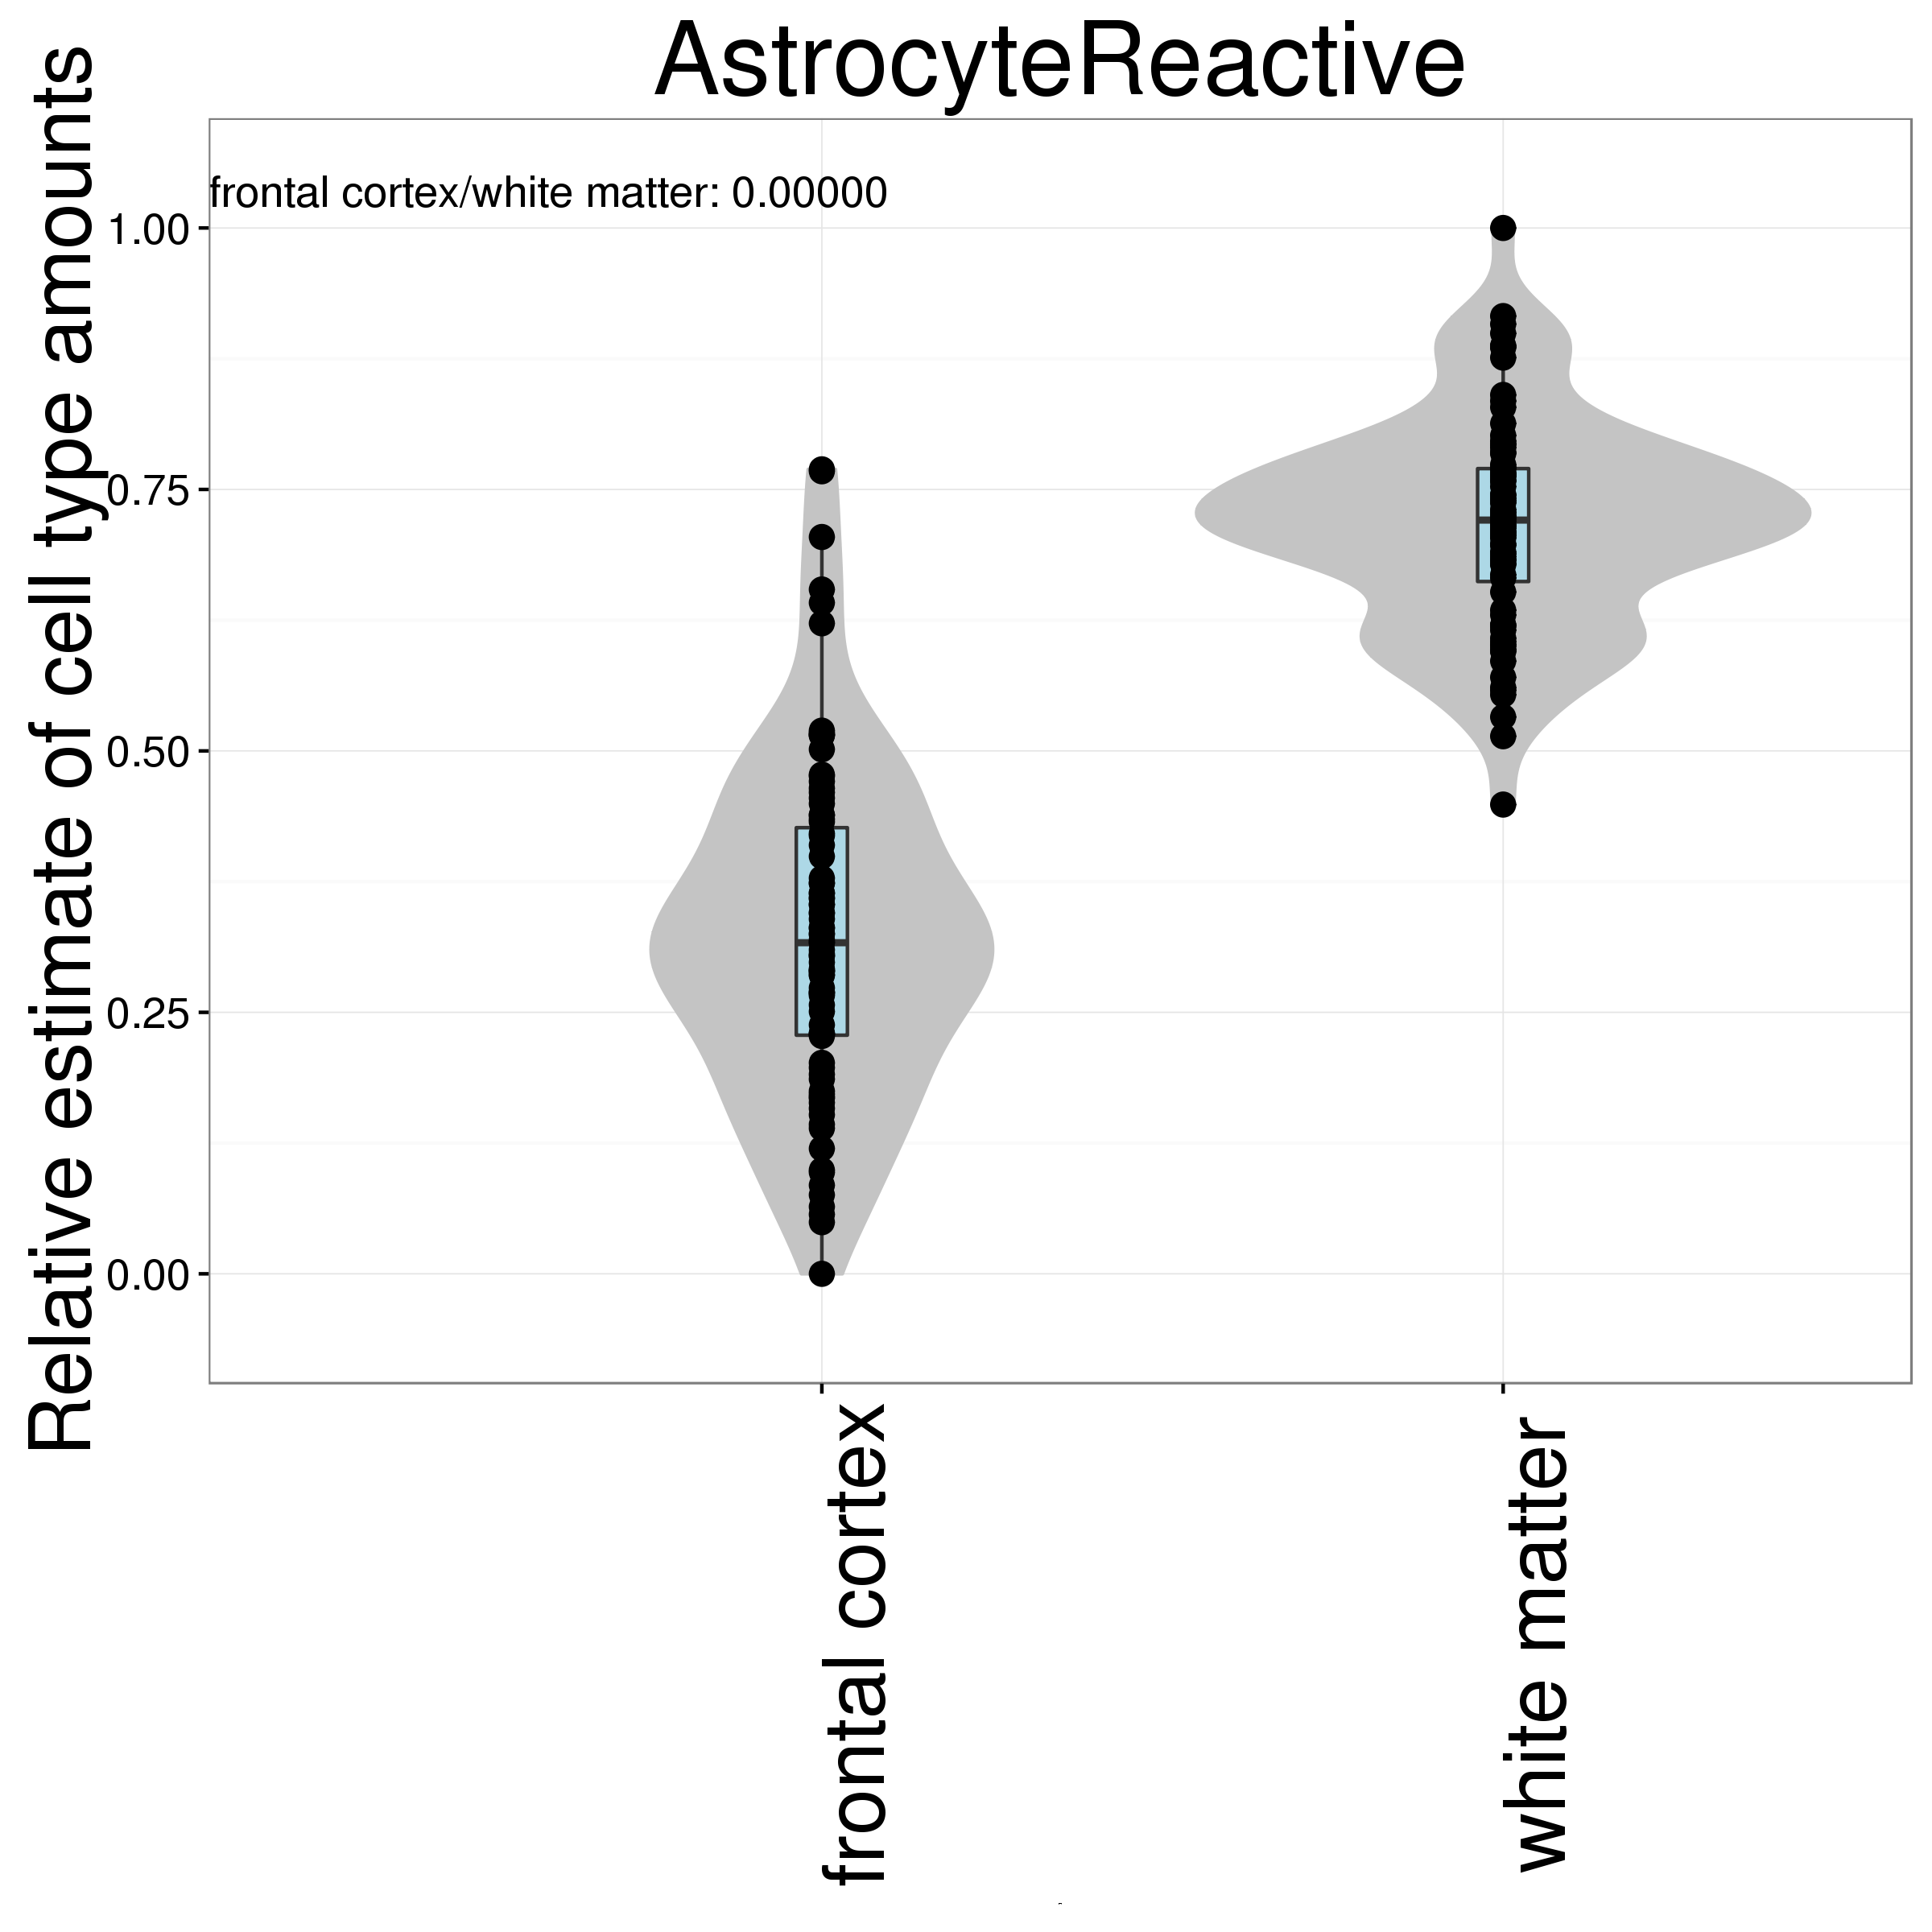 AstrocyteReactive
Relative estimate of cell type amounts
frontal cortex/white matter: 0.00000
1.00
0.75
0.50
0.25
0.00
frontal cortex
white matter